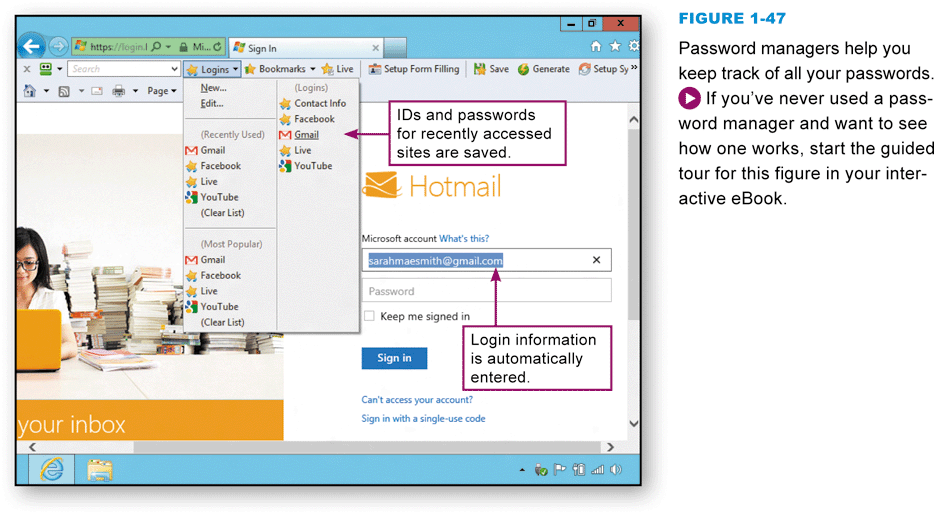 https://login.l
Mi...
Sign In
Search
Logins
Bookmarks
Live
Setup Form Filling
Save
Generate
Setup Sy
»
Page
New...
Edit...
(Recently Used)
Gmail
Facebook
Live
YouTube
(Clear List)
(Most Popular)
Gmail
Facebook
Live
YouTube
(Clear List)
(Logins)
Contact Info
Facebook
Gmail
Live
YouTube
IDs and passwords
for recently accessed
sites are saved.
Hotmail
Microsoft account What's this?
sarahmaesmith@gmail.com
Password
Keep me signed in
Login information
is automatically
entered.
Sign in
Can't access your account?
Sign in with a single-use code
your inbox
FIGURE 1-47
Password managers help you
keep track of all your passwords.
If you've never used a pass-
word manager and want to see
how one works, start the guided
tour for this figure in your inter-
active eBook.